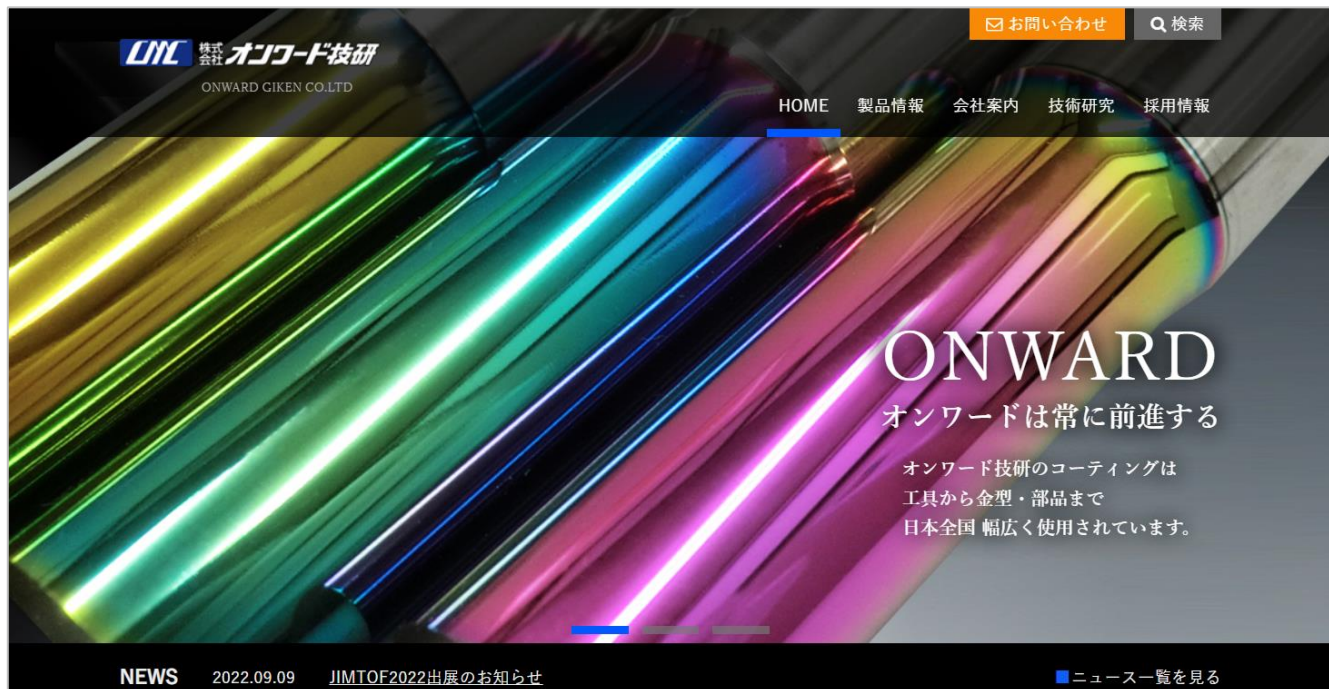 お問い合わせ
検索
株式会社オンワード技研
ONWARD GIKEN CO.LTD
HOME 製品情報 会社案内 技術研究 採用情報
ONWARD
オンワードは常に前進する
オンワード技研のコーティングは
工具から金型・部品まで
日本全国 幅広く使用されています。
NEWS 2022.09.09 JIMTOF2022出展のお知らせ ニュース一覧を見る